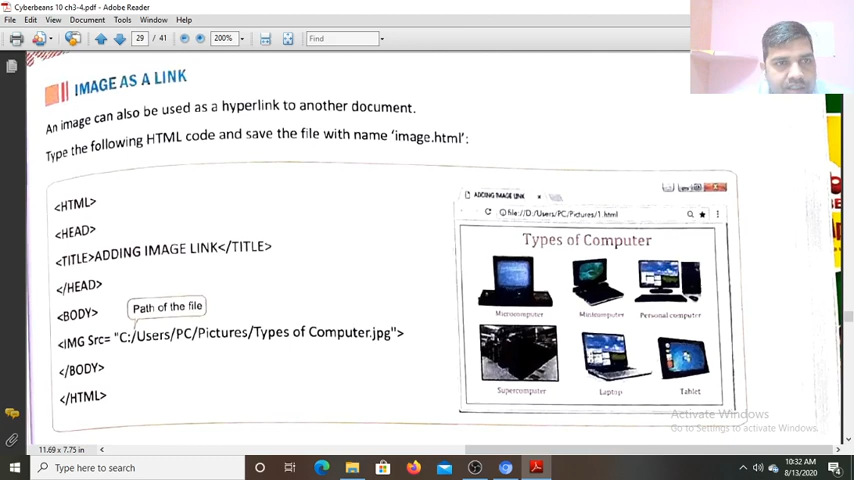 Cyberbeans 10 ch3-4.pdf - Adobe Reader
File Edit View Document Tools Window Help
29 / 41 200% Find
IMAGE AS A LINK
An image can also be used as a hyperlink to another document.
Type the following HTML code and save the file with name ‘image.html’:
<HTML>
<HEAD>
<TITLE>ADDING IMAGE LINK</TITLE>
</HEAD>
<BODY>
Path of the file
<IMG Src= "C:/Users/PC/Pictures/Types of Computer.jpg">
</BODY>
</HTML>
ADDING IMAGE LINK
file://D:/Users/PC/Pictures/1.html
Types of Computer
Microcomputer Minicomputer Personal computer
Supercomputer Laptop Tablet
Activate Windows
Go to Settings to activate Windows.
11.69 x 7.75 in
Type here to search
10:32 AM
8/13/2020
4